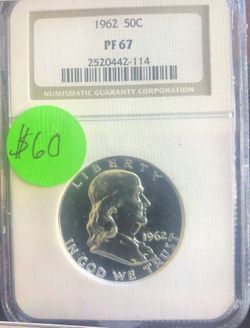 1962 50C
PF 67
2520442-114
NUMISMATIC GUARANTY CORPORATION
$60
LIBERTY
1962
IN GOD WE TRUST